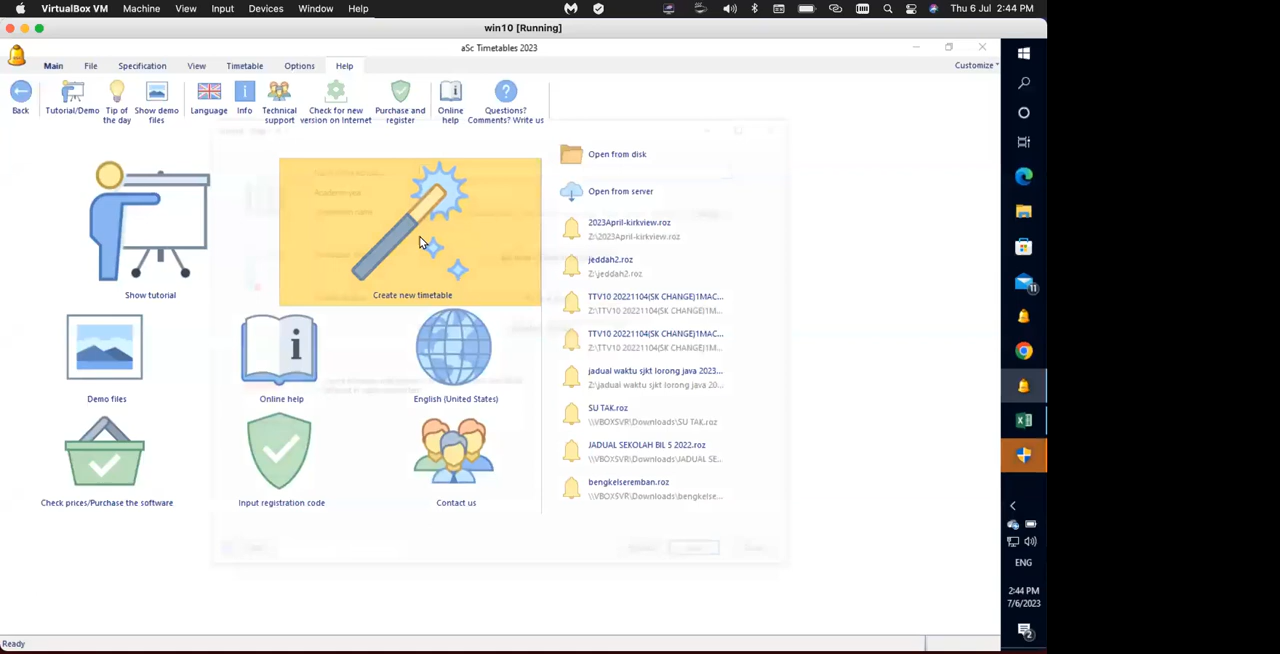 VirtualBox VM Machine View Input Devices Window Help
Thu 6 Jul 2:44 PM
win10 [Running]
aSc Timetables 2023
Main File Specification View Timetable Options Help
Customize
Back
Tutorial/Demo
Tip of
the day
Show demo
files
Language
Info
Technical
support
Check for new
version on Internet
Purchase and
register
Online
help
Questions?
Comments? Write us
Show tutorial
Create new timetable
Demo files
Online help
English (United States)
Check prices/Purchase the software
Input registration code
Contact us
Open from disk
Open from server
2023April-kirkview.roz
Z:\2023April-kirkview.roz
jeddah2.roz
Z:\jeddah2.roz
TTV10 20221104(SK CHANGE)1MAC...
Z:\TTV10 20221104(SK CHANGE)1M...
TTV10 20221104(SK CHANGE)1MAC...
Z:\TTV10 20221104(SK CHANGE)1M...
jadual waktu sjkt lorong java 2023...
Z:\jadual waktu sjkt lorong java 20...
SU TAK.roz
\\VBOXSVR\Downloads\SU TAK.roz
JADUAL SEKOLAH BIL 5 2022.roz
\\VBOXSVR\Downloads\JADUAL SE...
bengkelseremban.roz
\\VBOXSVR\Downloads\bengkelse...
11
ENG
2:44 PM
7/6/2023
2
Ready